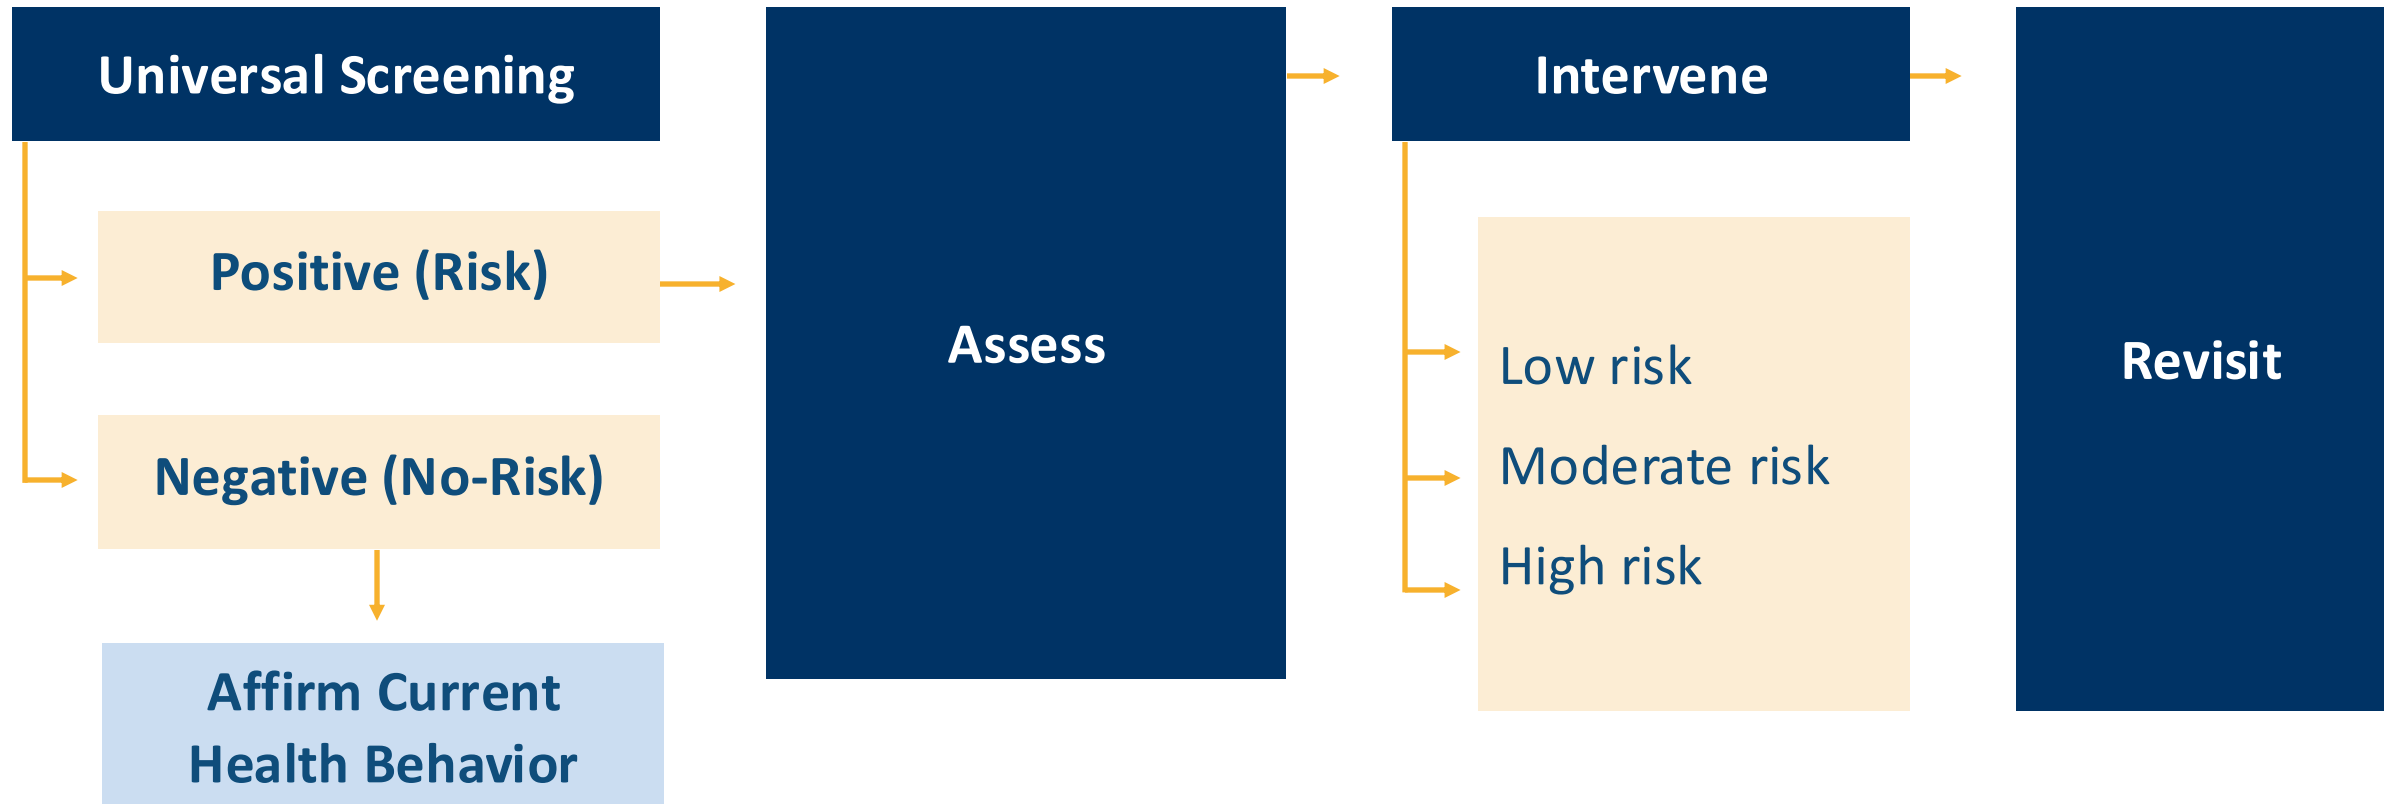 Universal Screening
Positive (Risk)
Negative (No-Risk)
Affirm Current
Health Behavior
Assess
Intervene
Low risk
Moderate risk
High risk
Revisit